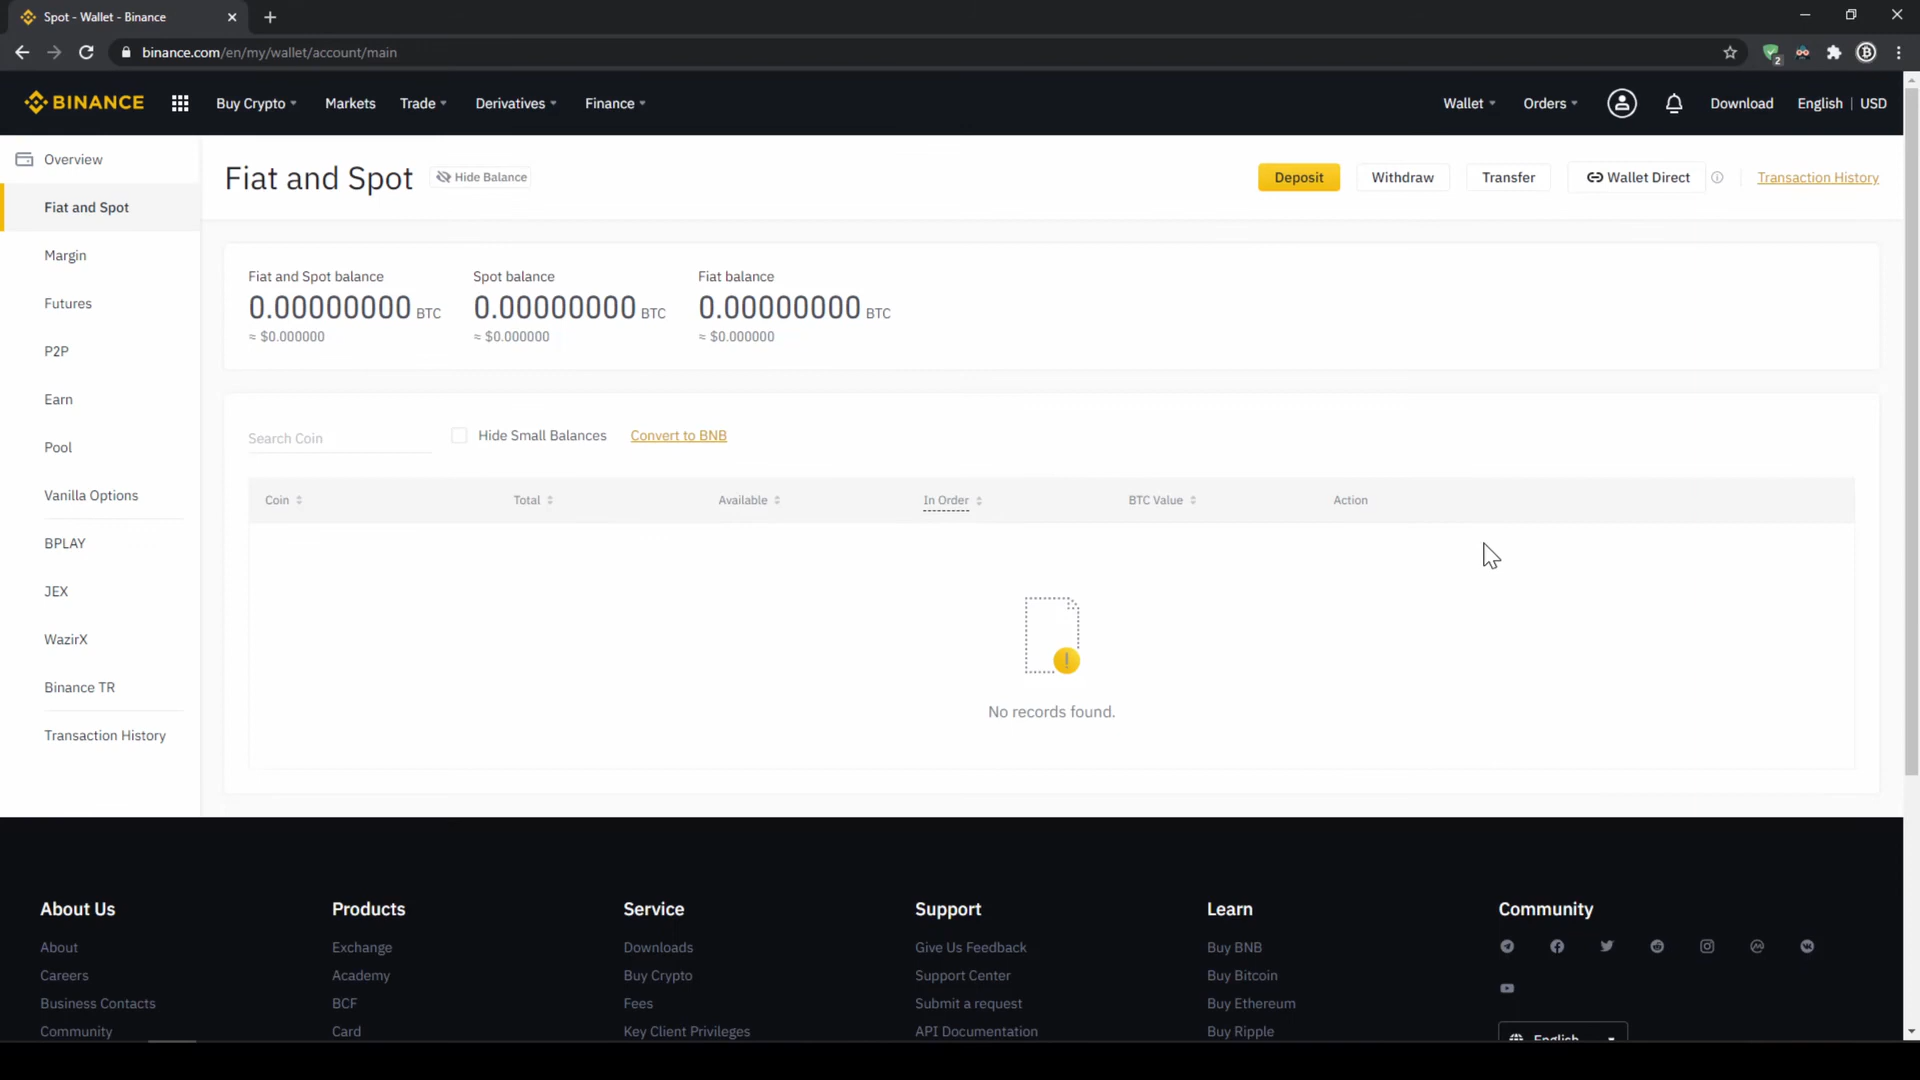 Spot - Wallet - Binance
binance.com/en/my/wallet/account/main
2
BINANCE
Buy Crypto
Markets
Trade
Derivatives
Finance
Wallet
Orders
Download
English | USD
Overview
Fiat and Spot
Margin
Futures
P2P
Earn
Pool
Vanilla Options
BPLAY
JEX
WazirX
Binance TR
Transaction History
Fiat and Spot
Hide Balance
Deposit
Withdraw
Transfer
Wallet Direct
Transaction History
Fiat and Spot balance
0.00000000 BTC
≈ $0.000000
Spot balance
0.00000000 BTC
≈ $0.000000
Fiat balance
0.00000000 BTC
≈ $0.000000
Search Coin
Hide Small Balances
Convert to BNB
Coin
Total
Available
In Order
BTC Value
Action
No records found.
About Us
About
Careers
Business Contacts
Community
Products
Exchange
Academy
BCF
Card
Service
Downloads
Buy Crypto
Fees
Key Client Privileges
Support
Give Us Feedback
Support Center
Submit a request
API Documentation
Learn
Buy BNB
Buy Bitcoin
Buy Ethereum
Buy Ripple
Community
English